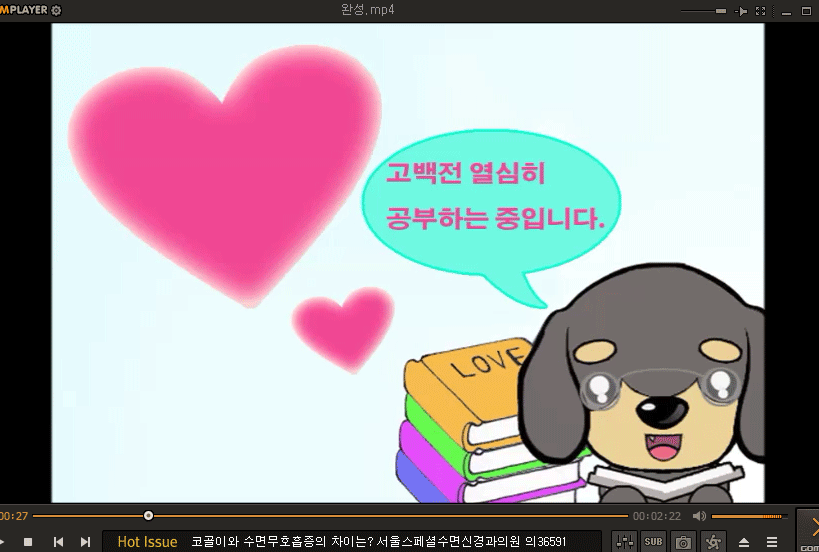 MPLAYER
완성.mp4
고백전 열심히
공부하는 중입니다.
LOVE
00:27
00:02:22
SUB
Hot Issue 코골이와 수면무호흡증의 차이는? 서울스페셜수면신경과의원 의36591
GOM